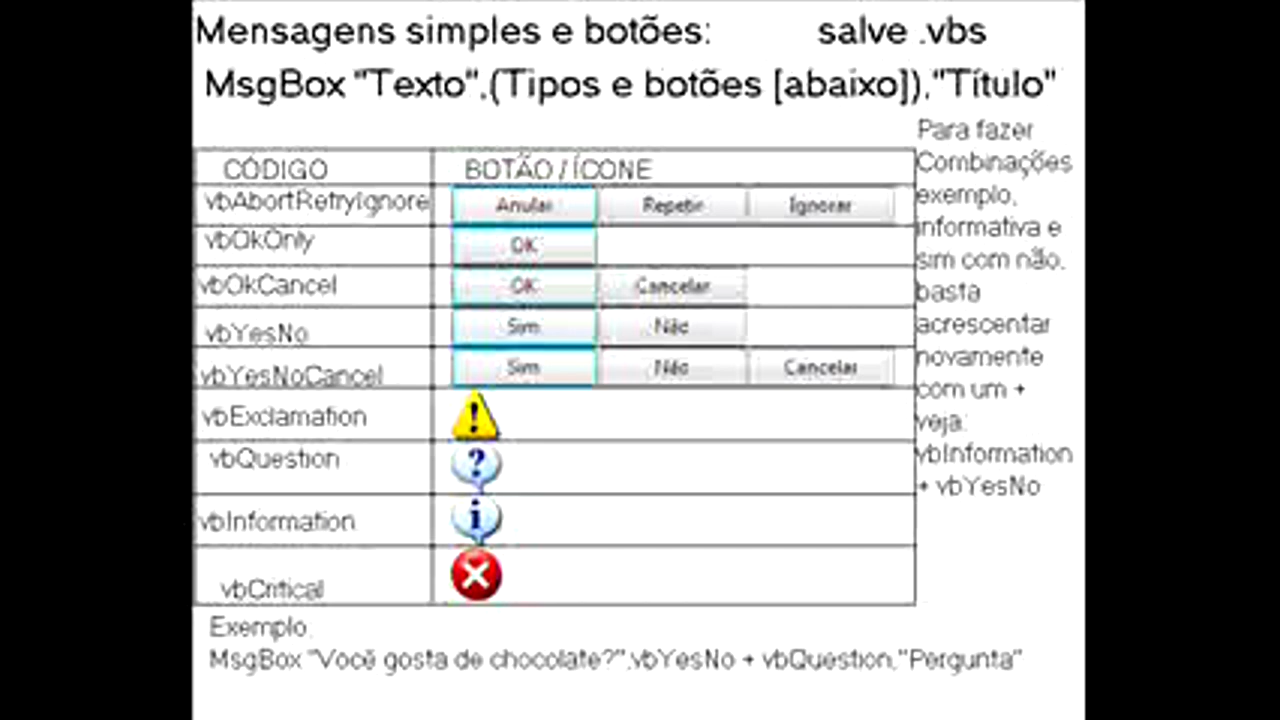 Mensagens simples e botões: salve .vbs
MsgBox "Texto",(Tipos e botões [abaixo]),"Título"
Para fazer
Combinações
exemplo,
informativa e
sim com não,
basta
acrescentar
novamente
com um +
veja:
vbInformation
+ vbYesNo
CÓDIGO BOTÃO / ÍCONE
vbAbortRetryIgnore Anular Repetir Ignorar
vbOkOnly OK
vbOkCancel OK Cancelar
vbYesNo Sim Não
vbYesNoCancel Sim Não Cancelar
vbExclamation !
vbQuestion ?
vbInformation i
vbCritical
Exemplo:
MsgBox "Você gosta de chocolate?",vbYesNo + vbQuestion,"Pergunta"